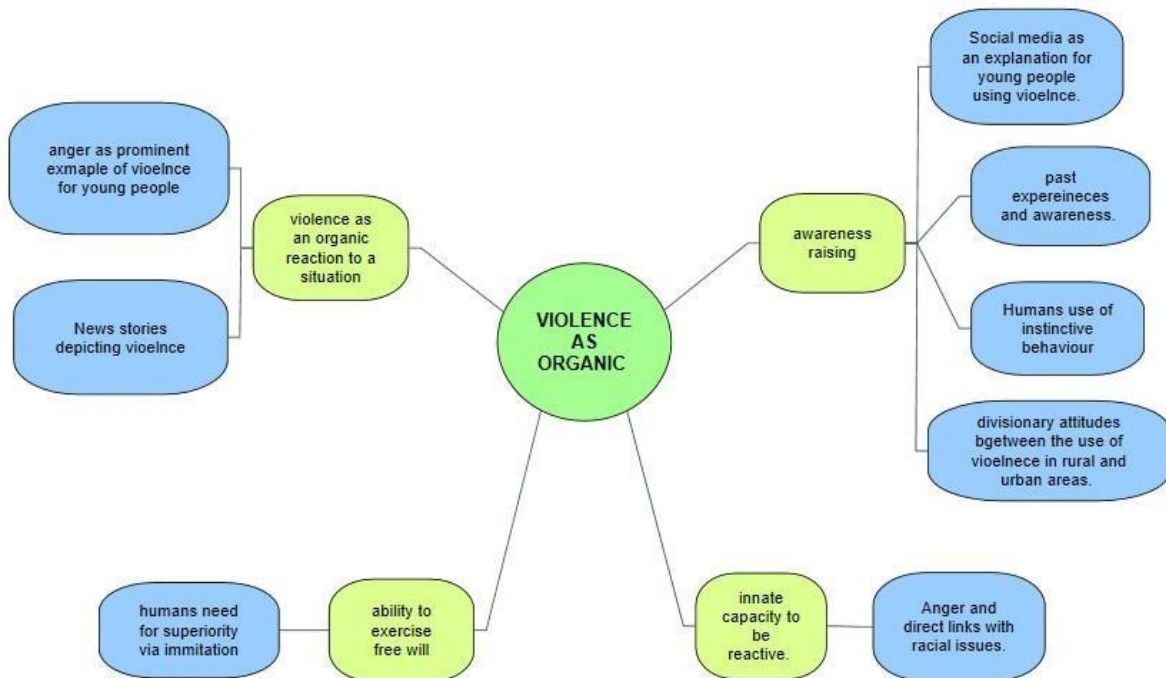 VIOLENCE
AS
ORGANIC
violence as
an organic
reaction to a
situation
anger as prominent
exmaple of vioelnce
for young people
News stories
depicting vioelnce
awareness
raising
Social media as
an explanation for
young people
using vioelnce.
past
expereineces
and awareness.
Humans use of
instinctive
behaviour
divisionary attitudes
bgetween the use of
vioelnece in rural and
urban areas.
ability to
exercise
free will
humans need
for superiority
via immitation
innate
capacity to
be
reactive.
Anger and
direct links with
racial issues.